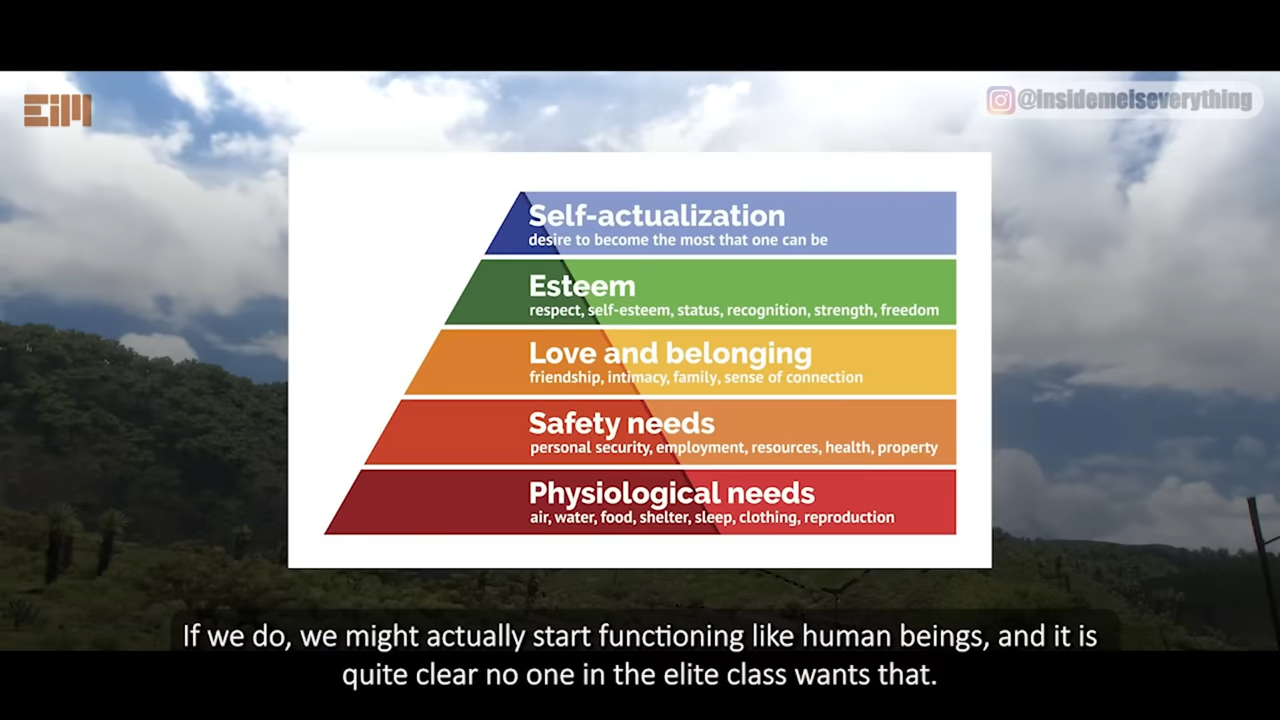 EiM
@insidemeiseverything
Self-actualization
desire to become the most that one can be
Esteem
respect, self-esteem, status, recognition, strength, freedom
Love and belonging
friendship, intimacy, family, sense of connection
Safety needs
personal security, employment, resources, health, property
Physiological needs
air, water, food, shelter, sleep, clothing, reproduction
If we do, we might actually start functioning like human beings, and it is
quite clear no one in the elite class wants that.